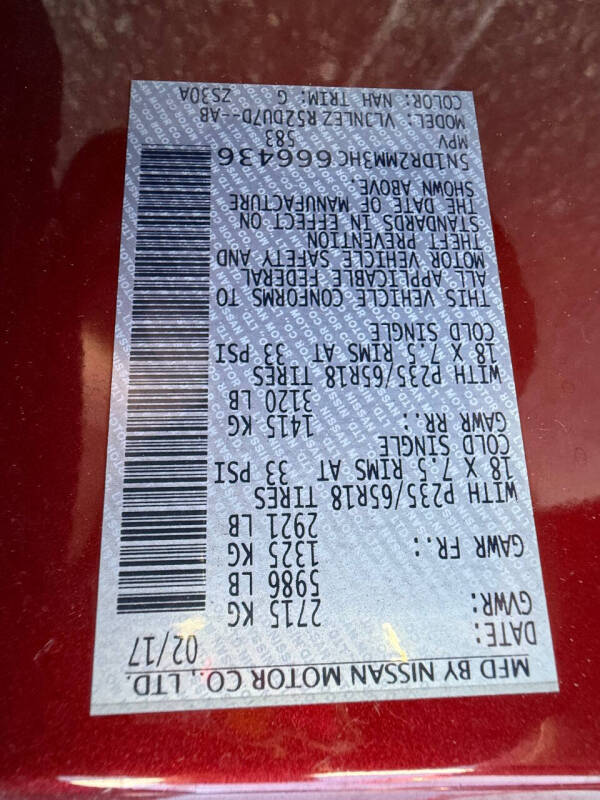 MFD BY NISSAN MOTOR CO., LTD.
DATE: 02/17
GVWR: 2715 KG
5986 LB
GAWR FR.: 1325 KG
2921 LB
WITH P235/65R18 TIRES
18 X 7.5 RIMS AT 33 PSI
COLD SINGLE
GAWR RR.: 1415 KG
3120 LB
WITH P235/65R18 TIRES
18 X 7.5 RIMS AT 33 PSI
COLD SINGLE
THIS VEHICLE CONFORMS TO
ALL APPLICABLE FEDERAL
MOTOR VEHICLE SAFETY AND
THEFT PREVENTION
STANDARDS IN EFFECT ON
THE DATE OF MANUFACTURE
SHOWN ABOVE.
5N1DR2MM3HC666436
MPV 583
MODEL: VL3NLEZ R52DU7D--AB
COLOR: NAH TRIM: G ZS30A